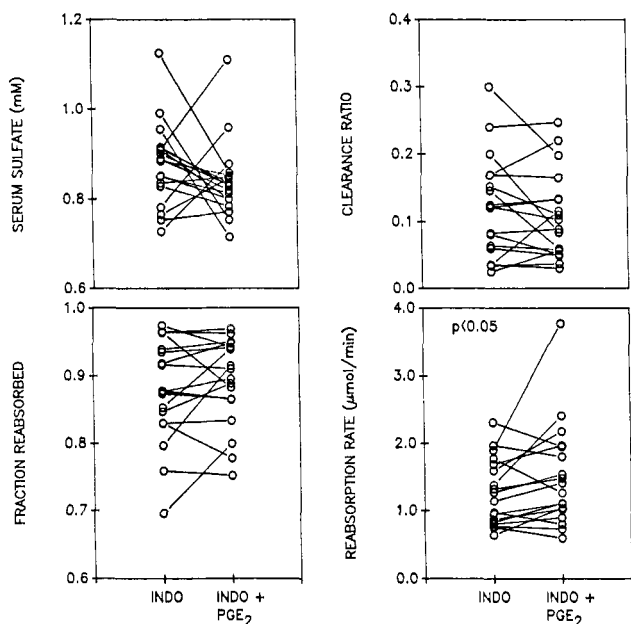 SERUM SULFATE (mM)
1.2
1.0
0.8
0.6
CLEARANCE RATIO
0.4
0.3
0.2
0.1
0.0
FRACTION REABSORBED
1.0
0.9
0.8
0.7
0.6
INDO
INDO +
PGE₂
REABSORPTION RATE (μmol/min)
4.0
3.0
2.0
1.0
0.0
p<0.05
INDO
INDO +
PGE₂